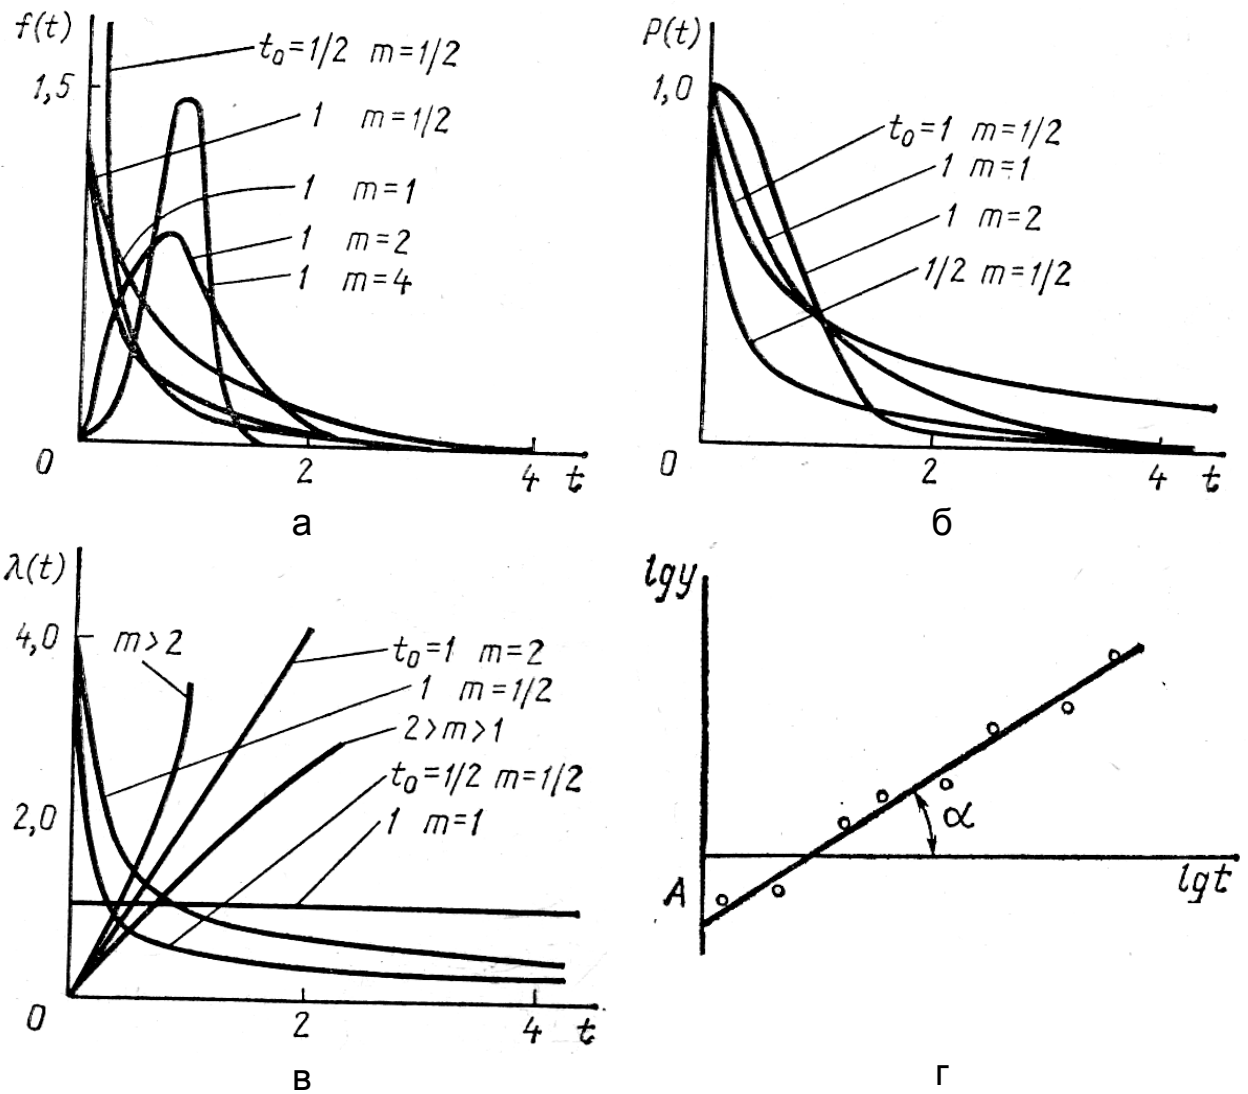 f(t)
1,5
t₀=1/2 m=1/2
1 m=1/2
1 m=1
1 m=2
1 m=4
0
2
4
t
а
P(t)
1,0
t₀=1 m=1/2
1 m=1
1 m=2
1/2 m=1/2
0
2
4
t
б
λ(t)
4,0
m>2
t₀=1 m=2
1 m=1/2
2>m>1
t₀=1/2 m=1/2
2,0
1 m=1
0
2
4
t
в
lgy
α
A
lgt
г